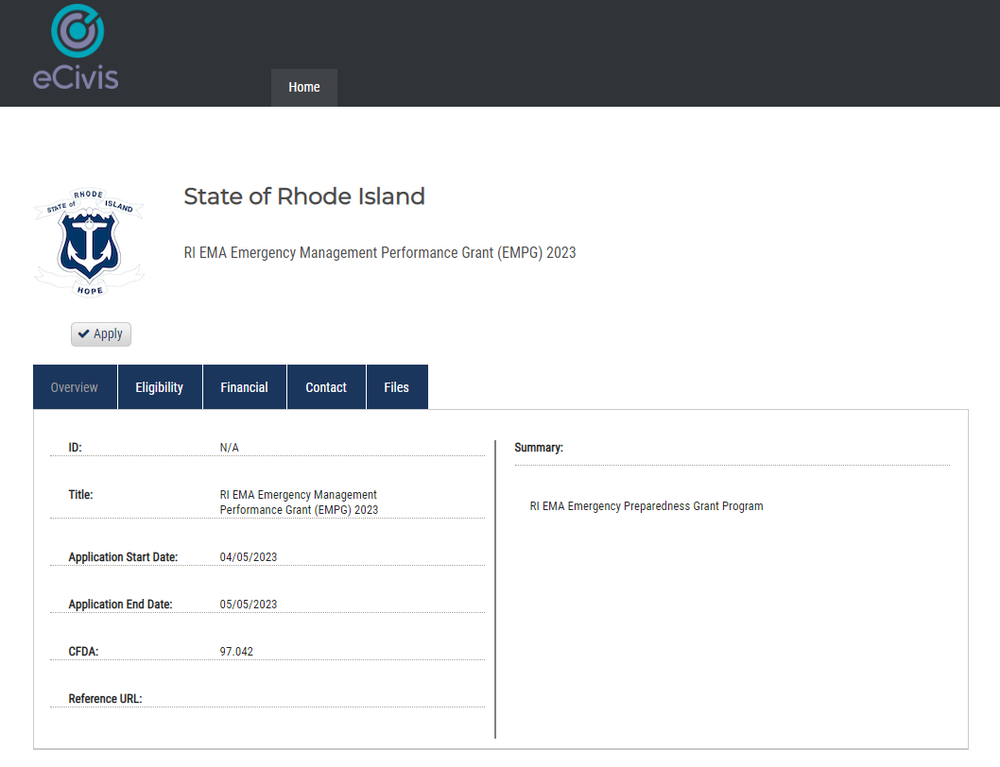 eCivis
Home
RHODE
STATE of ISLAND
HOPE
State of Rhode Island
RI EMA Emergency Management Performance Grant (EMPG) 2023
Apply
Overview Eligibility Financial Contact Files
ID: N/A
Title: RI EMA Emergency Management
Performance Grant (EMPG) 2023
Application Start Date: 04/05/2023
Application End Date: 05/05/2023
CFDA: 97.042
Reference URL:
Summary:
RI EMA Emergency Preparedness Grant Program